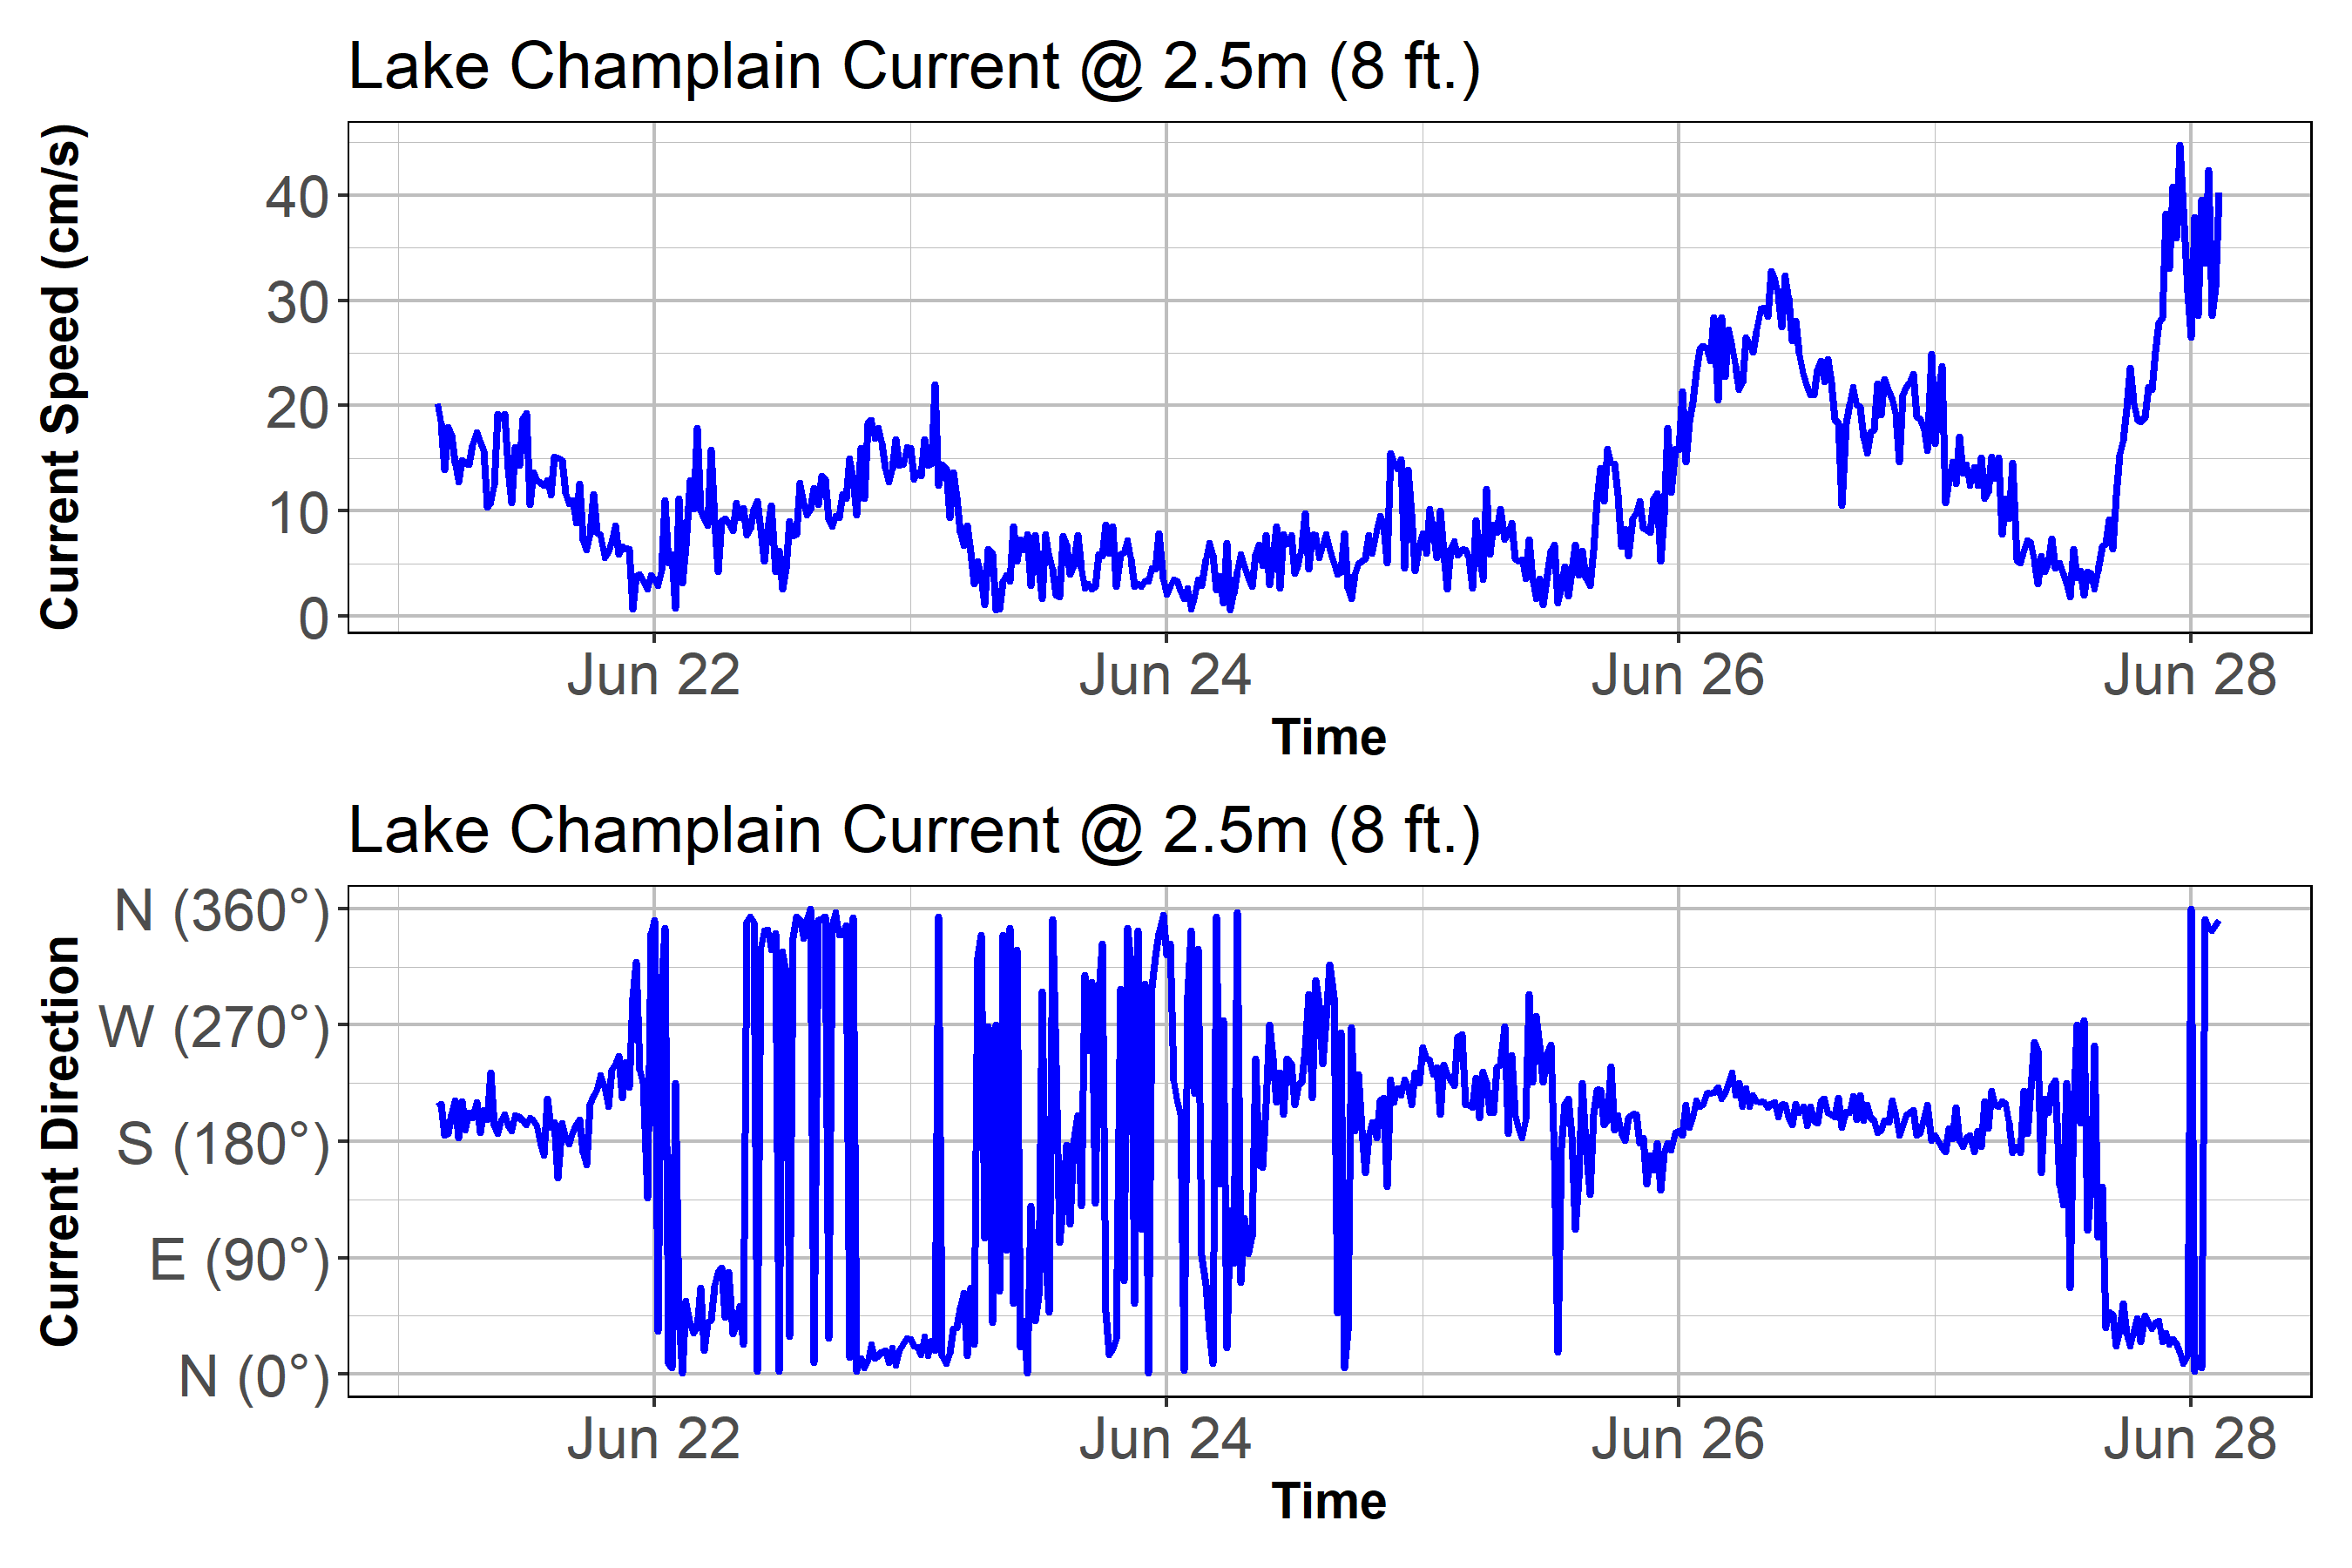 Lake Champlain Current @ 2.5m (8 ft.)
Current Speed (cm/s)
40
30
20
10
0
Jun 22 Jun 24 Jun 26 Jun 28
Time
Lake Champlain Current @ 2.5m (8 ft.)
Current Direction
N (360°)
W (270°)
S (180°)
E (90°)
N (0°)
Jun 22 Jun 24 Jun 26 Jun 28
Time